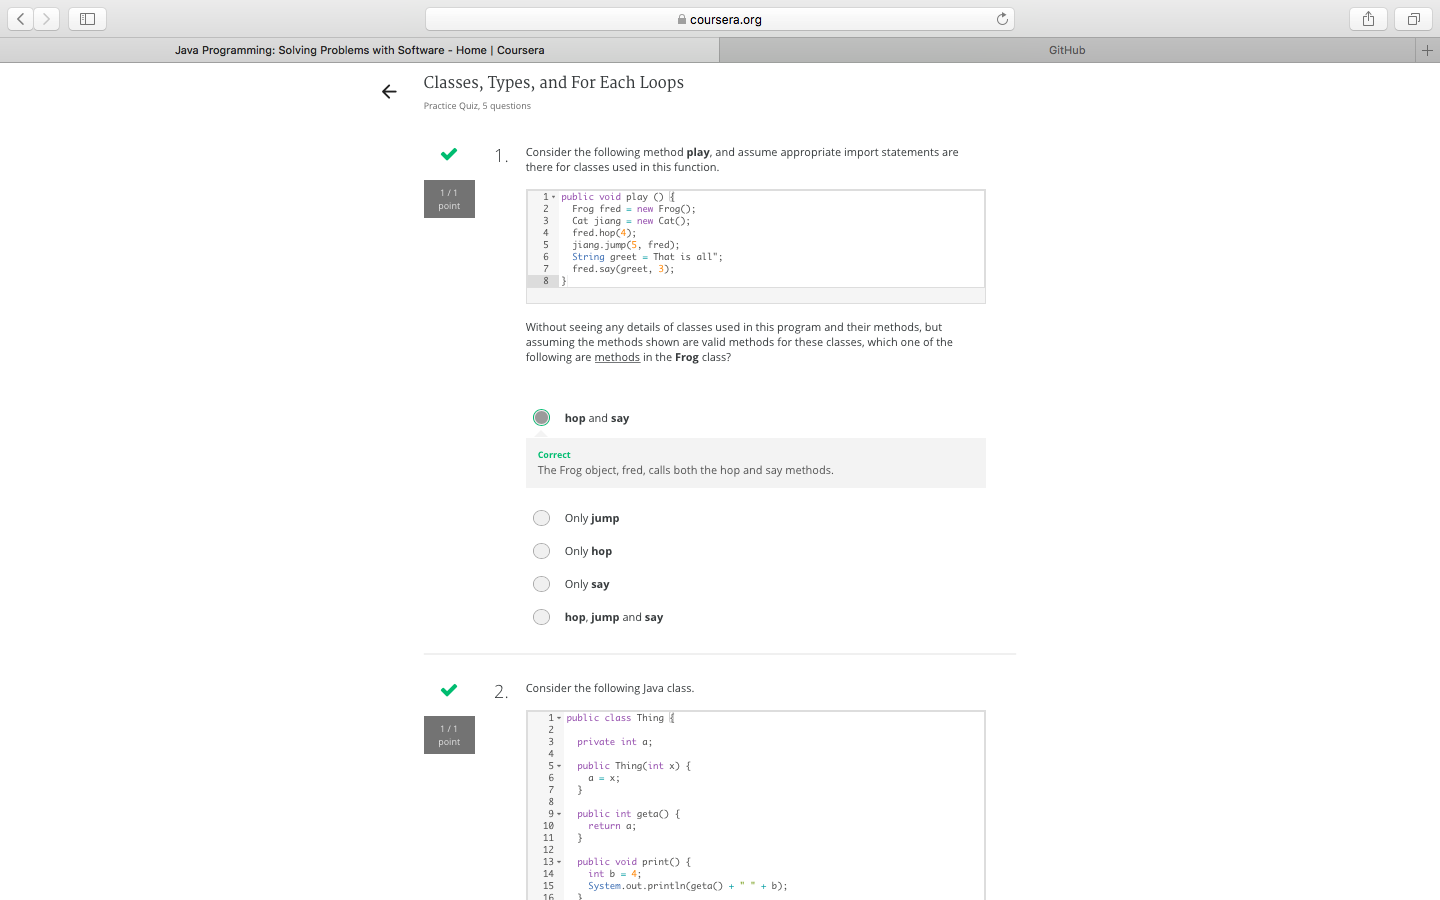 coursera.org
Java Programming: Solving Problems with Software - Home | Coursera
GitHub
Classes, Types, and For Each Loops
Practice Quiz, 5 questions
1 / 1
point
1.
Consider the following method play, and assume appropriate import statements are
there for classes used in this function.
1 public void play () {
2 Frog fred = new Frog();
3 Cat jiang = new Cat();
4 fred.hop(4);
5 jiang.jump(5, fred);
6 String greet = That is all";
7 fred.say(greet, 3);
8 }
Without seeing any details of classes used in this program and their methods, but
assuming the methods shown are valid methods for these classes, which one of the
following are methods in the Frog class?
hop and say
Correct
The Frog object, fred, calls both the hop and say methods.
Only jump
Only hop
Only say
hop, jump and say
1 / 1
point
2.
Consider the following Java class.
1 public class Thing {
2
3 private int a;
4
5 public Thing(int x) {
6 a = x;
7 }
8
9 public int geta() {
10 return a;
11 }
12
13 public void print() {
14 int b = 4;
15 System.out.println(geta() + " " + b);
16 }